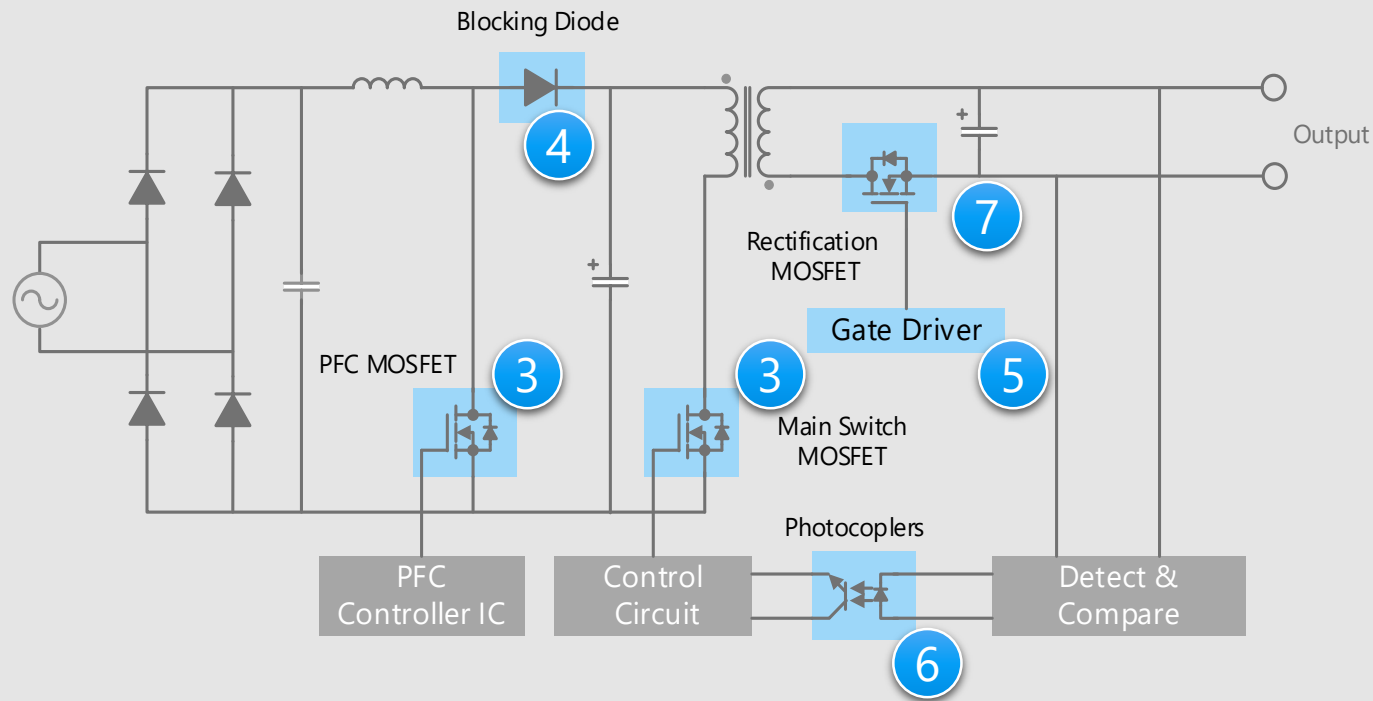 Blocking Diode
4
+
+
Output
7
Rectification
MOSFET
Gate Driver
5
PFC MOSFET
3
3
Main Switch
MOSFET
Photocoplers
PFC
Controller IC
Control
Circuit
Detect &
Compare
6